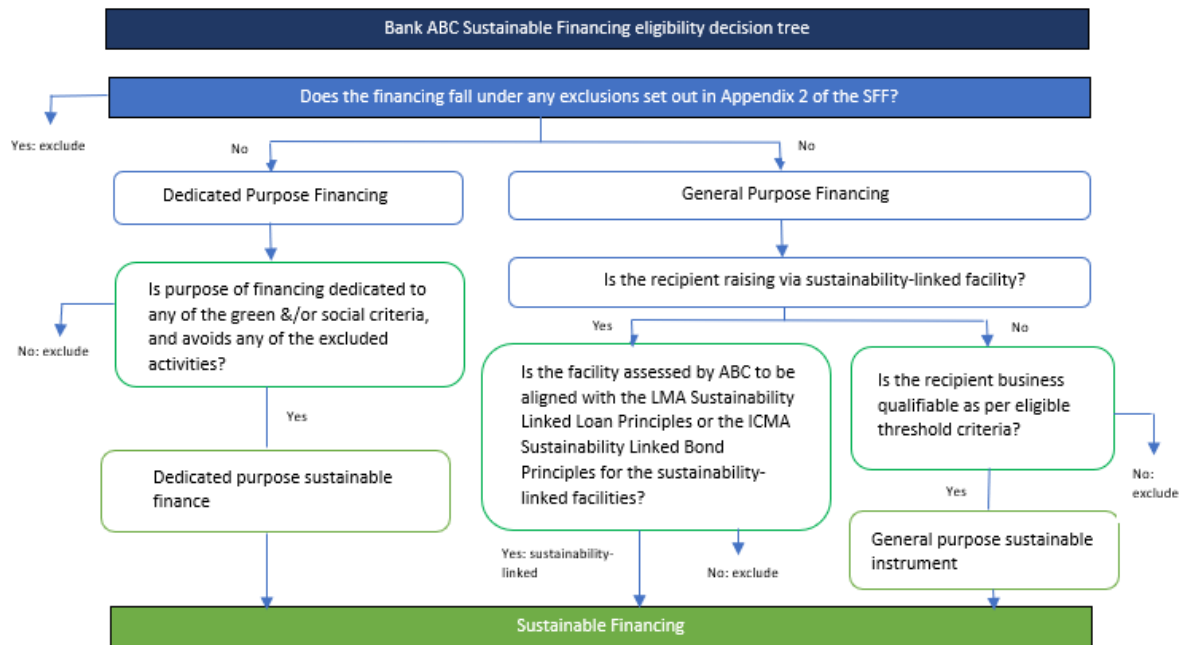 Bank ABC Sustainable Financing eligibility decision tree
Does the financing fall under any exclusions set out in Appendix 2 of the SFF?
Yes: exclude
No
No
Dedicated Purpose Financing
General Purpose Financing
Is purpose of financing dedicated to
any of the green &/or social criteria,
and avoids any of the excluded
activities?
Is the recipient raising via sustainability-linked facility?
No: exclude
Yes
No
Is the facility assessed by ABC to be
aligned with the LMA Sustainability
Linked Loan Principles or the ICMA
Sustainability Linked Bond
Principles for the sustainability-
linked facilities?
Is the recipient business
qualifiable as per eligible
threshold criteria?
Yes
No:
exclude
Dedicated purpose sustainable
finance
Yes
General purpose sustainable
instrument
Yes: sustainability-
linked
No: exclude
Sustainable Financing